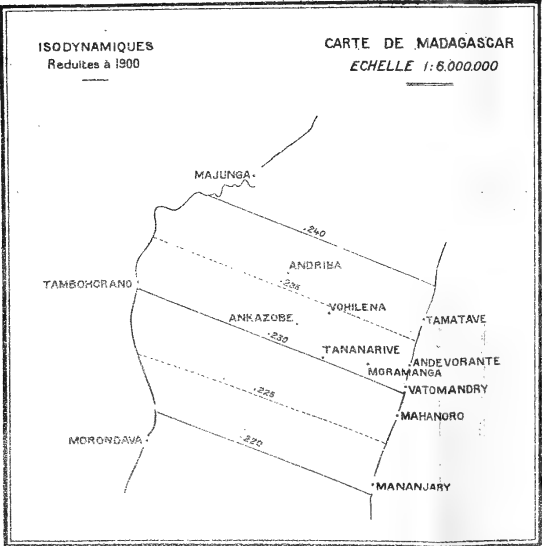 ISODYNAMIQUES
Reduites à 1900
CARTE DE MADAGASCAR
ECHELLE 1:6.000.000
MAJUNGA
.240
ANDRIBA
.235
TAMBOHORANO
VOHILENA
ANKAZOBE
TAMATAVE
.230
TANANARIVE
MORAMANGA
ANDEVORANTE
VATOMANDRY
.225
MAHANORO
MORONDAVA
.220
MANANJARY